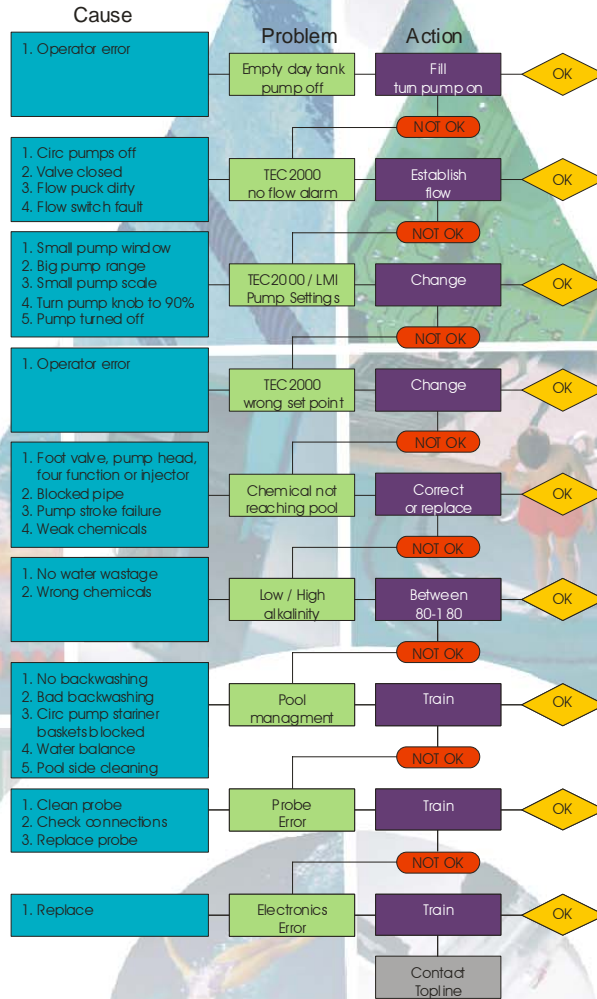 Cause
Problem
Action
1. Operator error
Empty day tank
pump off
Fill
turn pump on
OK
NOT OK
1. Circ pumps off
2. Valve closed
3. Flow puck dirty
4. Flow switch fault
TEC2000
no flow alarm
Establish
flow
OK
NOT OK
1. Small pump window
2. Big pump range
3. Small pump scale
4. Turn pump knob to 90%
5. Pump turned off
TEC2000 / LMI
Pump Settings
Change
OK
NOT OK
1. Operator error
TEC2000
wrong set point
Change
OK
NOT OK
1. Foot valve, pump head,
four function or injector
2. Blocked pipe
3. Pump stroke failure
4. Weak chemicals
Chemical not
reaching pool
Correct
or replace
OK
NOT OK
1. No water wastage
2. Wrong chemicals
Low / High
alkalinity
Between
80-180
OK
NOT OK
1. No backwashing
2. Bad backwashing
3. Circ pump stariner
baskets blocked
4. Water balance
5. Pool side cleaning
Pool
managment
Train
OK
NOT OK
1. Clean probe
2. Check connections
3. Replace probe
Probe
Error
Train
OK
NOT OK
1. Replace
Electronics
Error
Train
OK
Contact
Topline